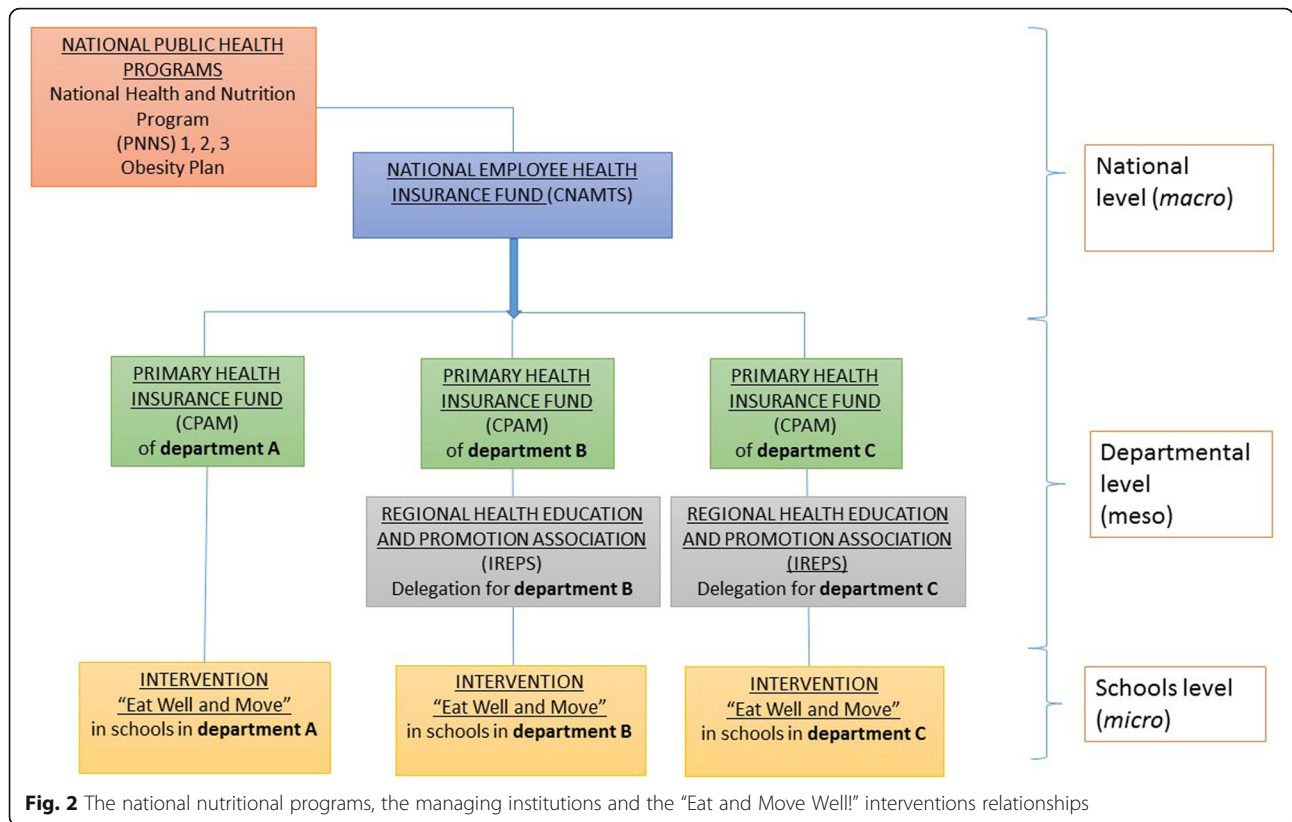 NATIONAL PUBLIC HEALTH
PROGRAMS
National Health and Nutrition
Program
(PNNS) 1, 2, 3
Obesity Plan
NATIONAL EMPLOYEE HEALTH
INSURANCE FUND (CNAMTS)
National
level (macro)
PRIMARY HEALTH
INSURANCE FUND
(CPAM)
of department A
PRIMARY HEALTH
INSURANCE FUND
(CPAM)
of department B
PRIMARY HEALTH
INSURANCE FUND
(CPAM)
of department C
Departmental
level
(meso)
REGIONAL HEALTH EDUCATION
AND PROMOTION ASSOCIATION
(IREPS)
Delegation for department B
REGIONAL HEALTH EDUCATION
AND PROMOTION ASSOCIATION
(IREPS)
Delegation for department C
INTERVENTION
“Eat Well and Move”
in schools in department A
INTERVENTION
“Eat Well and Move”
in schools in department B
INTERVENTION
“Eat Well and Move”
in schools in department C
Schools level
(micro)
Fig. 2 The national nutritional programs, the managing institutions and the “Eat and Move Well!” interventions relationships